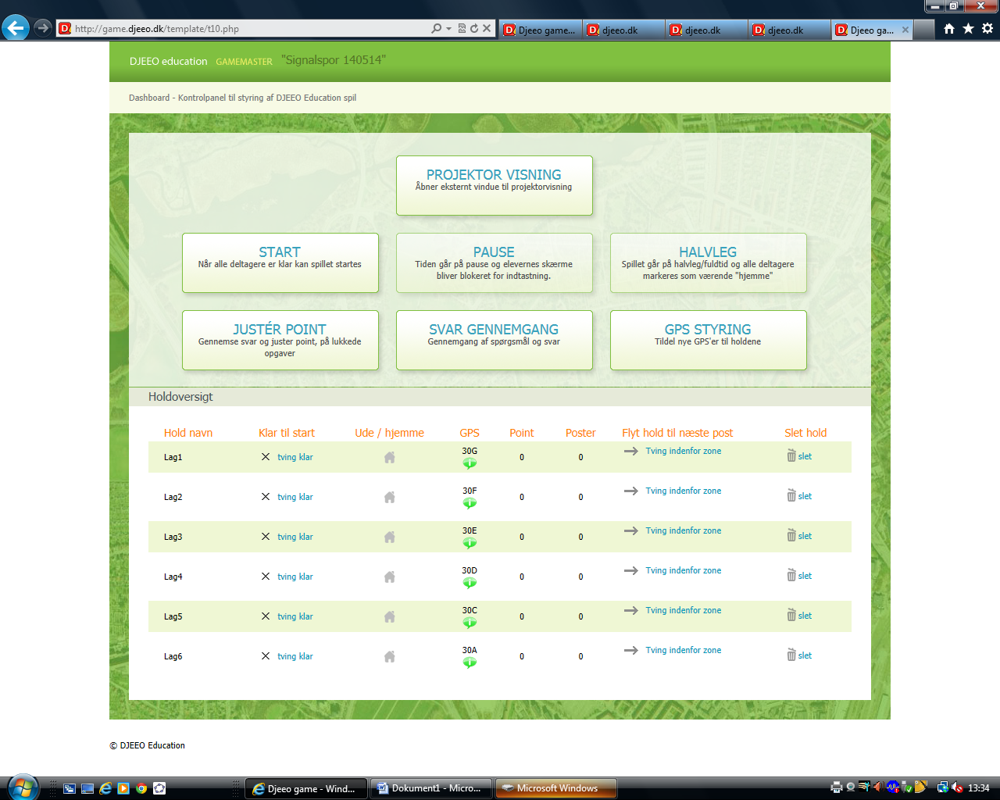 http://game.djeeo.dk/template/t10.php
Djeeo game...
djeeo.dk
djeeo.dk
djeeo.dk
Djeeo ga...
DJEEO education GAMEMASTER "Signalspor 140514"
Dashboard - Kontrolpanel til styring af DJEEO Education spil
PROJEKTOR VISNING
Åbner eksternt vindue til projektorvisning
START
Når alle deltagere er klar kan spillet startes
PAUSE
Tiden går på pause og elevernes skærme
bliver blokeret for indtastning.
HALVLEG
Spillet går på halvleg/fuldtid og alle deltagere
markeres som værende "hjemme"
JUSTÉR POINT
Gennemse svar og juster point, på lukkede
opgaver
SVAR GENNEMGANG
Gennemgang af spørgsmål og svar
GPS STYRING
Tildel nye GPS'er til holdene
Holdoversigt
Hold navn Klar til start Ude / hjemme GPS Point Poster Flyt hold til næste post Slet hold
Lag1 tving klar 30G 0 0 Tving indenfor zone slet
Lag2 tving klar 30F 0 0 Tving indenfor zone slet
Lag3 tving klar 30E 0 0 Tving indenfor zone slet
Lag4 tving klar 30D 0 0 Tving indenfor zone slet
Lag5 tving klar 30C 0 0 Tving indenfor zone slet
Lag6 tving klar 30A 0 0 Tving indenfor zone slet
© DJEEO Education
Djeeo game - Wind...
Dokument1 - Micro...
Microsoft Windows
13:34